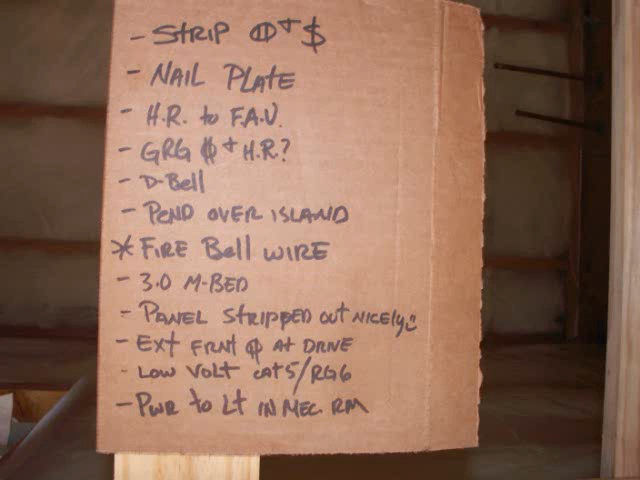 - STRIP ⏀ + $
- NAIL PLATE
- H.R. to F.A.U.
- GRG ⏀ + H.R.?
- D-Bell
- PEND OVER ISLAND
* FIRE Bell WIRE
- 3.0 M-BED
- PANEL STRIPPED OUT NICELY ☺
- EXT FRNT ⏀ AT DRIVE
- LOW VOLT CAT5/RG6
- PWR to Lt IN MEC. RM